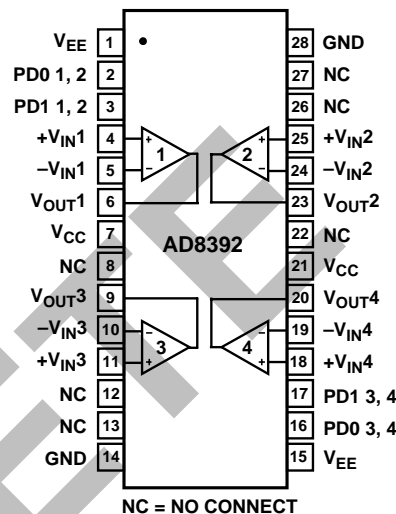 VEE 1 28 GND
PD0 1, 2 2 27 NC
PD1 1, 2 3 26 NC
+VIN1 4 + + 25 +VIN2
1 2
–VIN1 5 – – 24 –VIN2
VOUT1 6 23 VOUT2
VCC 7 22 NC
AD8392
NC 8 21 VCC
VOUT3 9 20 VOUT4
–VIN3 10 – – 19 –VIN4
3 4
+VIN3 11 + + 18 +VIN4
NC 12 17 PD1 3, 4
NC 13 16 PD0 3, 4
GND 14 15 VEE
NC = NO CONNECT